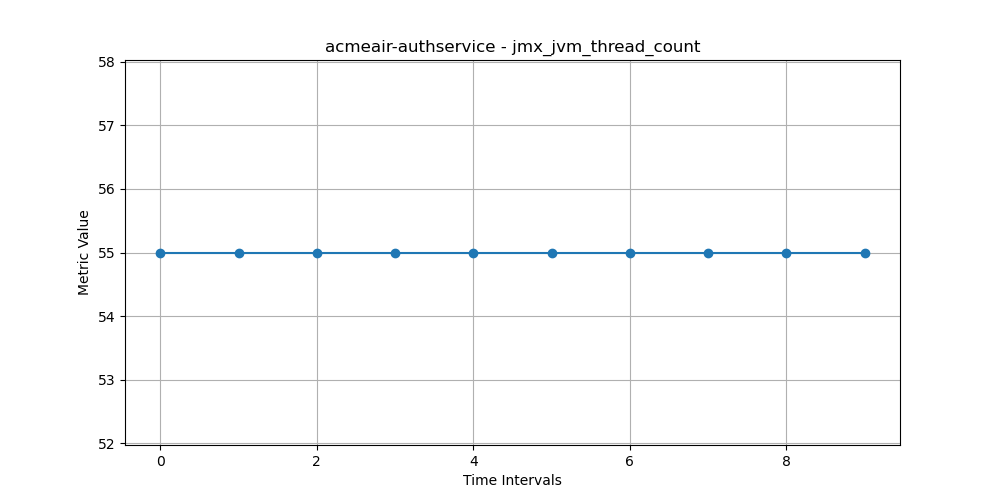 acmeair-authservice - jmx_jvm_thread_count
58
57
56
55
54
53
52
Metric Value
0 2 4 6 8
Time Intervals